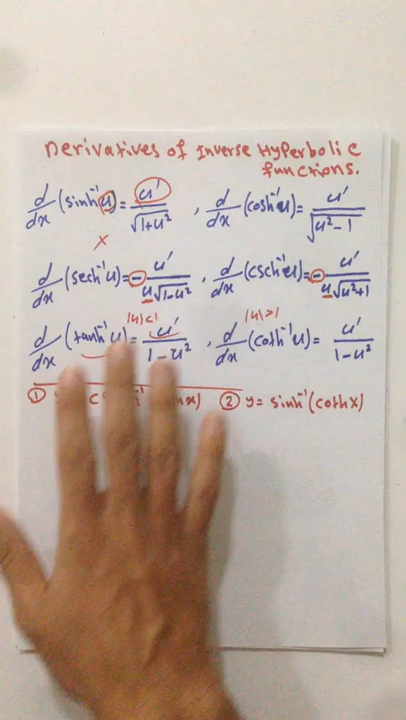 Derivatives of Inverse Hyperbolic
functions.
d/dx (sinh⁻¹u) = u'/√1+u² , d/dx (cosh⁻¹u) = u'/√u²-1
x
d/dx (sech⁻¹u) = - u'/u√1-u² , d/dx (csch⁻¹u) = - u'/u√u²+1
|u|<1 |u|>1
d/dx (tanh⁻¹u) = u'/1-u² , d/dx (coth⁻¹u) = u'/1-u²
① x) ② y = sinh⁻¹(cothx)